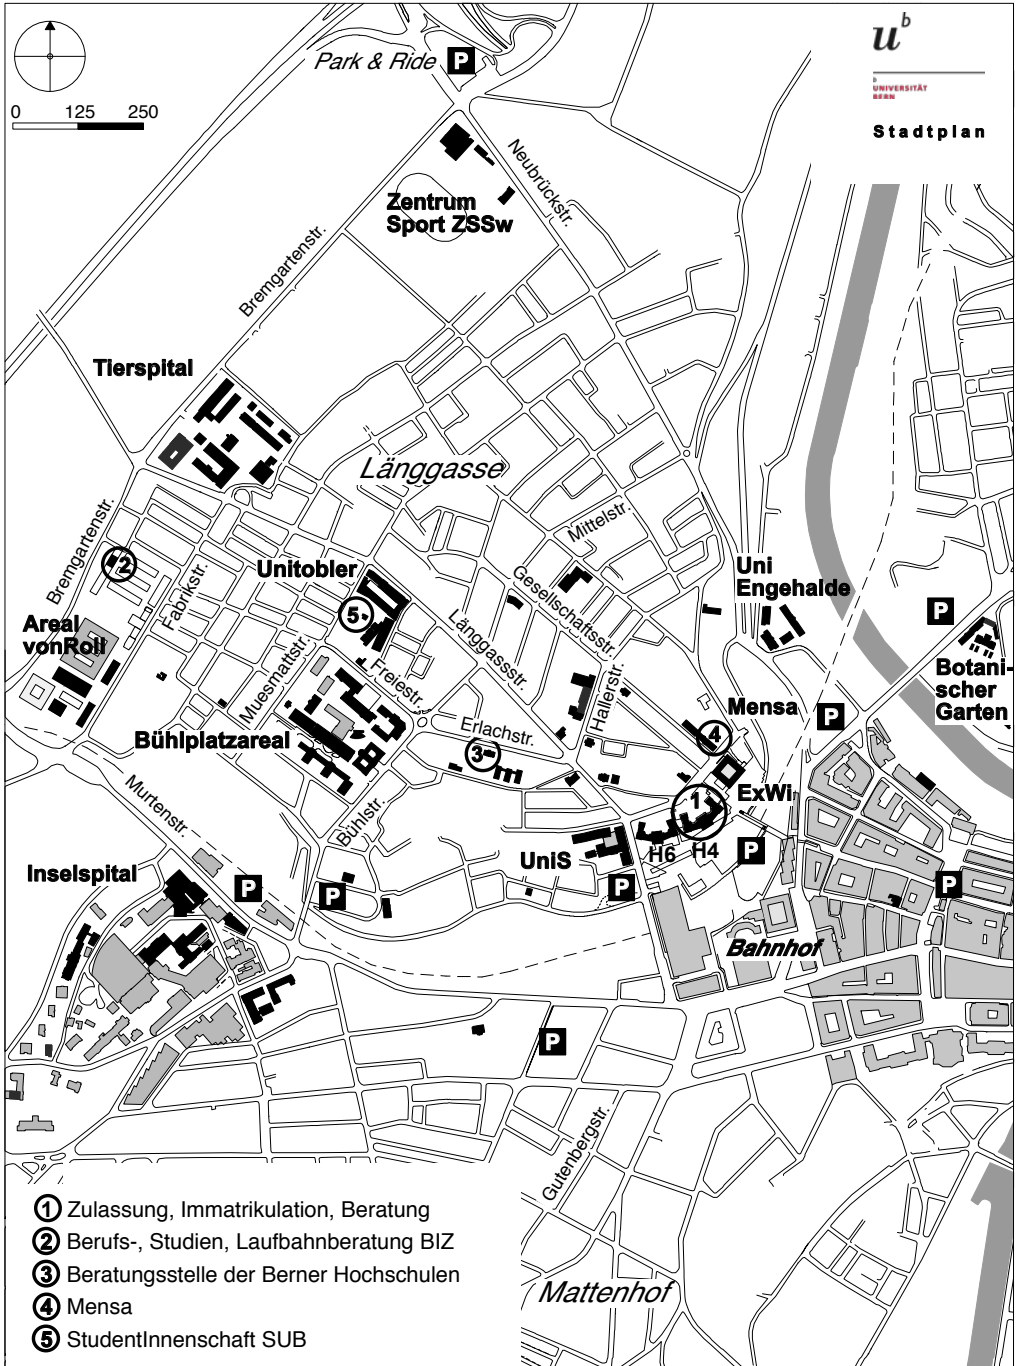 Park & Ride
P
u
b
b
UNIVERSITÄT
BERN
Stadtplan
0 125 250
Neubrückstr.
Zentrum
Sport ZSSw
Bremgartenstr.
Tierspital
Länggasse
Mittelstr.
Bremgartenstr.
2
Fabrikstr.
Unitobler
5
Gesellschaftsstr.
Uni
Engehalde
P
Areal
vonRoll
Muesmattstr.
Freiestr.
Länggassstr.
Hallerstr.
Botani-
scher
Garten
Mensa
P
Bühlplatzareal
Erlachstr.
3
4
ExWi
1
Murtenstr.
Bühlstr.
UniS
H6
H4
P
Inselspital
P
P
P
P
Bahnhof
P
Gutenbergstr.
Mattenhof
1 Zulassung, Immatrikulation, Beratung
2 Berufs-, Studien, Laufbahnberatung BIZ
3 Beratungsstelle der Berner Hochschulen
4 Mensa
5 StudentInnenschaft SUB